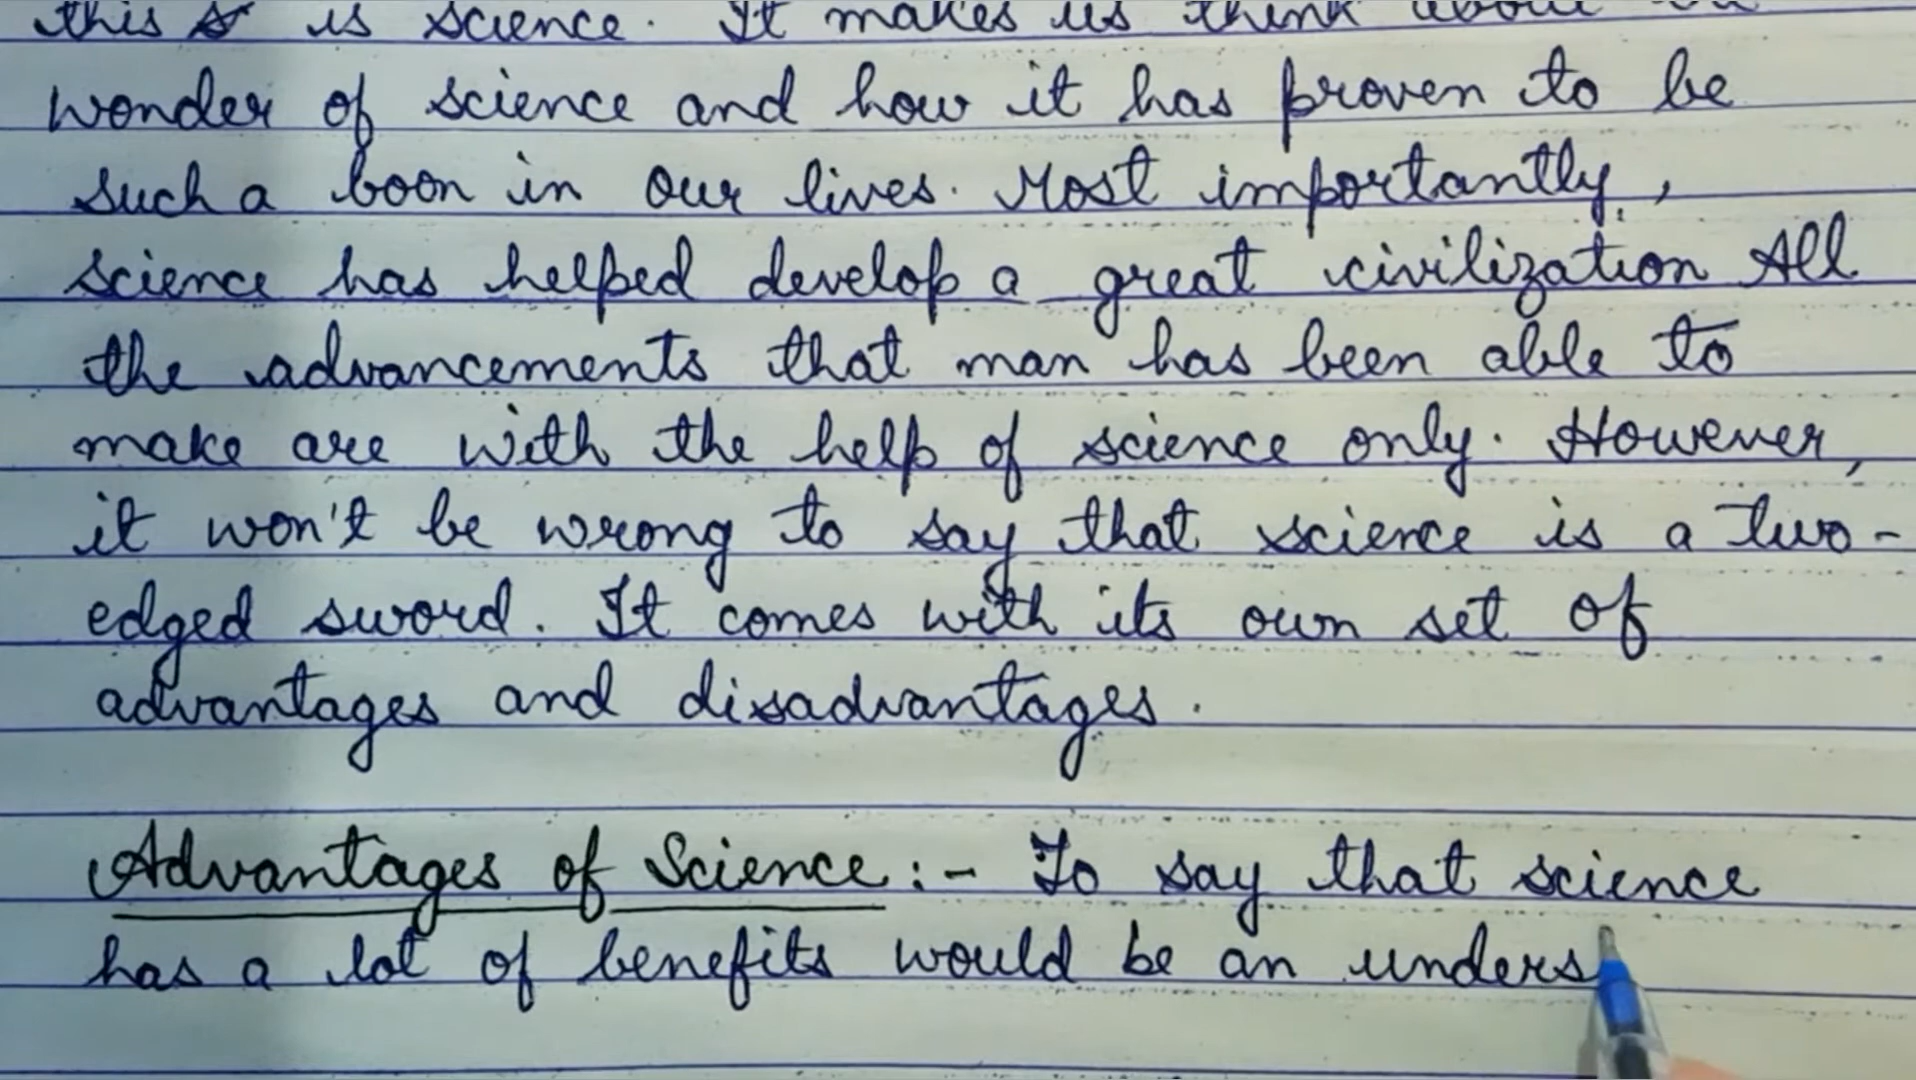 this is science. It makes us think about
wonder of science and how it has proven to be
such a boon in our lives. Most importantly,
science has helped develop a great civilization All
the advancements that man has been able to
make are with the help of science only. However,
it won't be wrong to say that science is a two-
edged sword. It comes with its own set of
advantages and disadvantages.
Advantages of Science :- To say that science
has a lot of benefits would be an unders